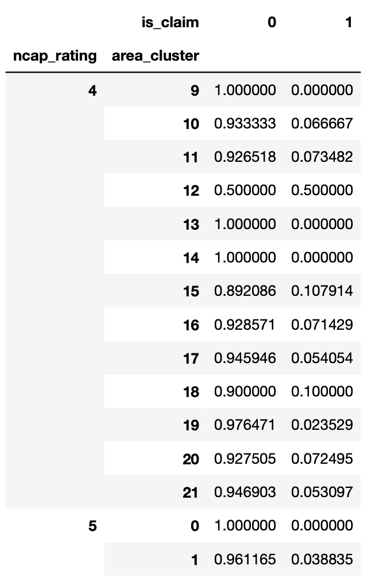 is_claim 0 1
ncap_rating area_cluster
4 9 1.000000 0.000000
10 0.933333 0.066667
11 0.926518 0.073482
12 0.500000 0.500000
13 1.000000 0.000000
14 1.000000 0.000000
15 0.892086 0.107914
16 0.928571 0.071429
17 0.945946 0.054054
18 0.900000 0.100000
19 0.976471 0.023529
20 0.927505 0.072495
21 0.946903 0.053097
5 0 1.000000 0.000000
1 0.961165 0.038835